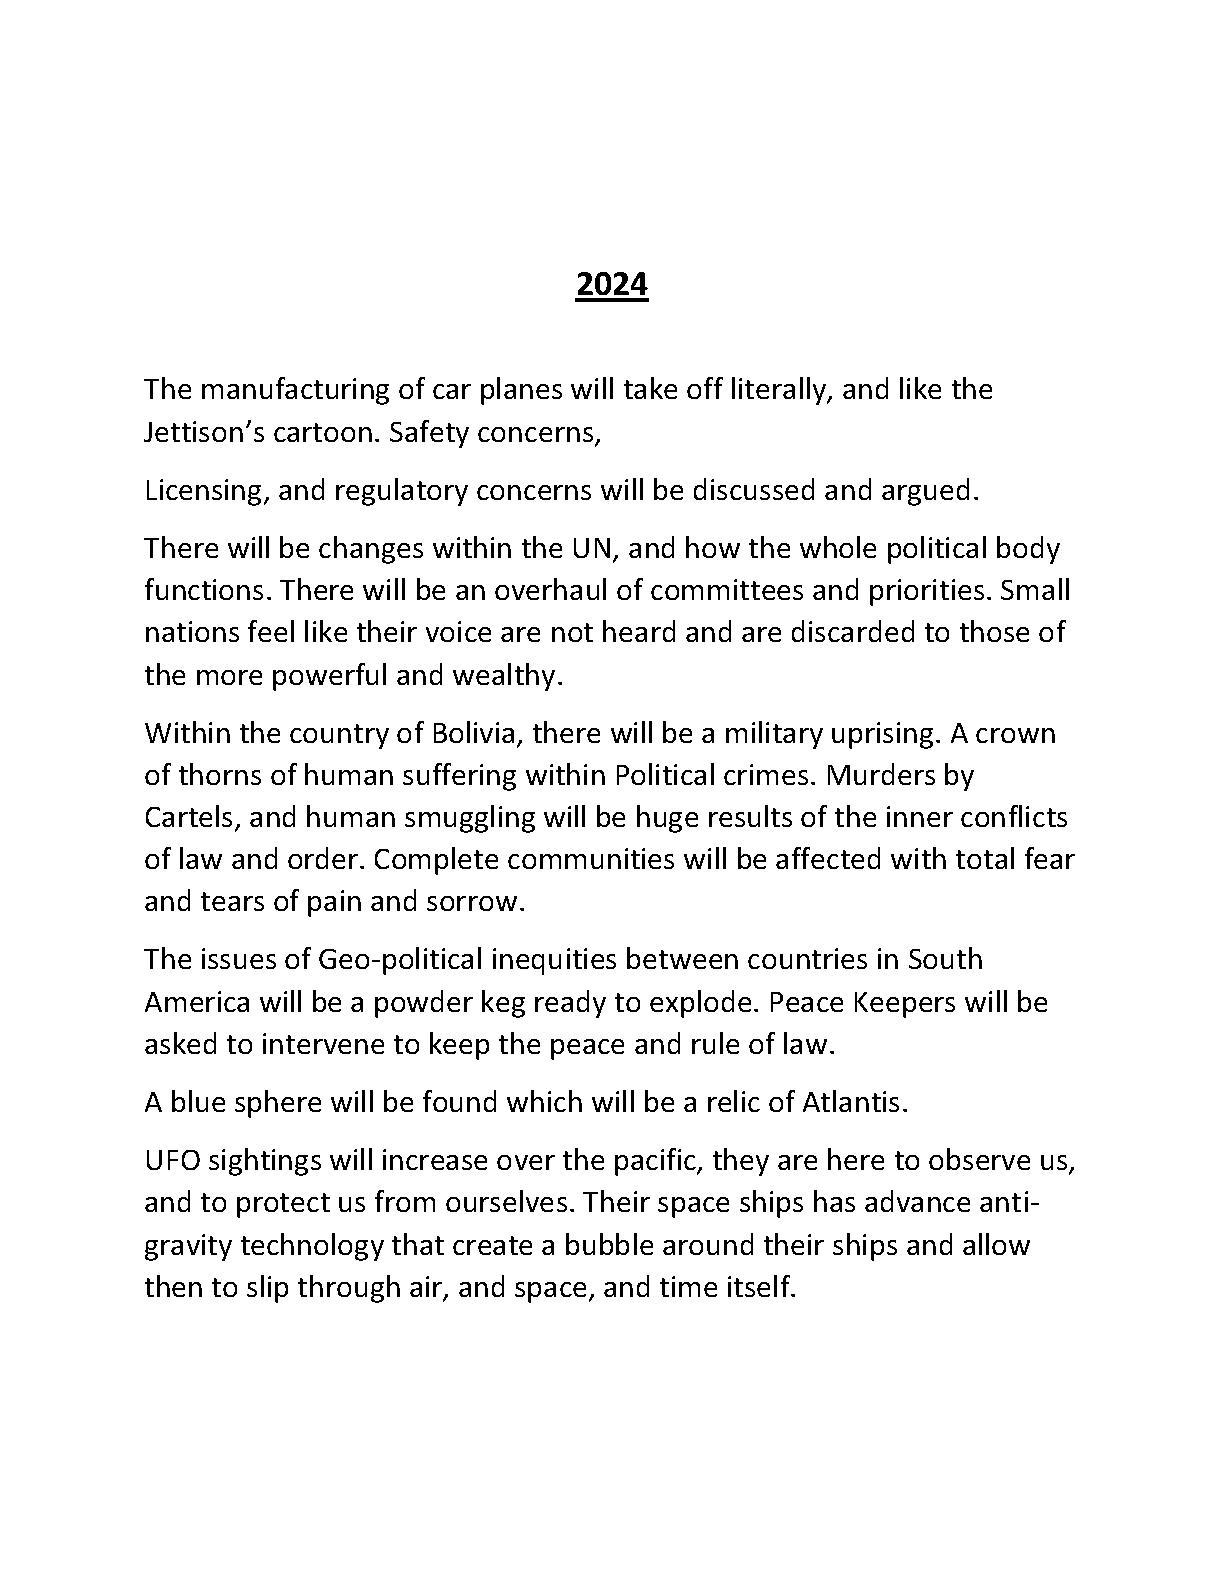 2024
The manufacturing of car planes will take off literally, and like the
Jettison’s cartoon. Safety concerns,
Licensing, and regulatory concerns will be discussed and argued.
There will be changes within the UN, and how the whole political body
functions. There will be an overhaul of committees and priorities. Small
nations feel like their voice are not heard and are discarded to those of
the more powerful and wealthy.
Within the country of Bolivia, there will be a military uprising. A crown
of thorns of human suffering within Political crimes. Murders by
Cartels, and human smuggling will be huge results of the inner conflicts
of law and order. Complete communities will be affected with total fear
and tears of pain and sorrow.
The issues of Geo-political inequities between countries in South
America will be a powder keg ready to explode. Peace Keepers will be
asked to intervene to keep the peace and rule of law.
A blue sphere will be found which will be a relic of Atlantis.
UFO sightings will increase over the pacific, they are here to observe us,
and to protect us from ourselves. Their space ships has advance anti-
gravity technology that create a bubble around their ships and allow
then to slip through air, and space, and time itself.